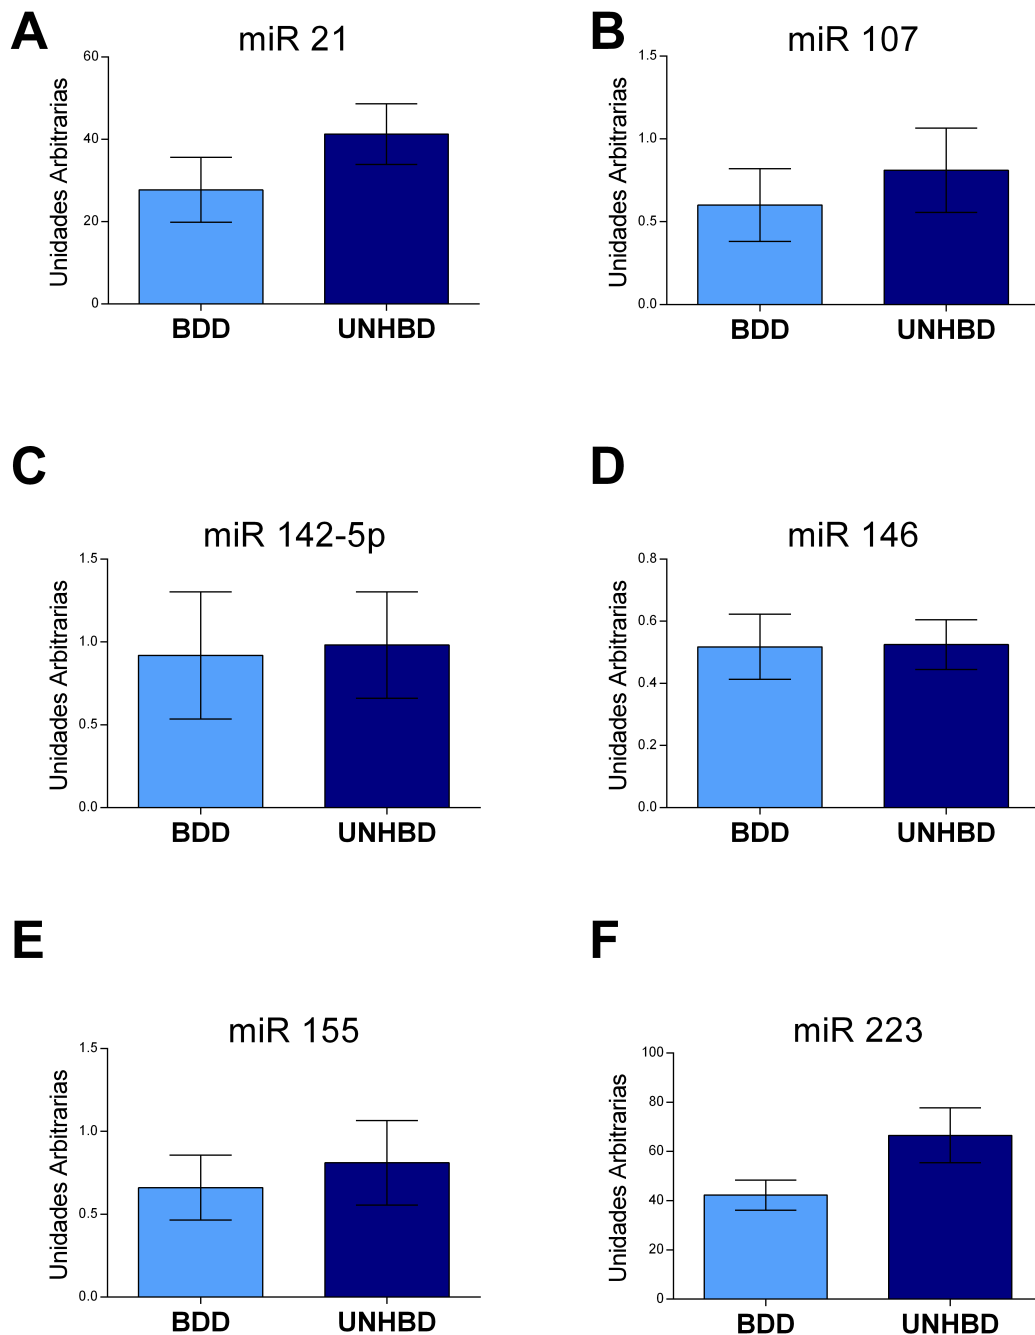 A
miR 21
Unidades Arbitrarias
60
40
20
0
BDD UNHBD
B
miR 107
Unidades Arbitrarias
1.5
1.0
0.5
0.0
BDD UNHBD
C
miR 142-5p
Unidades Arbitrarias
1.5
1.0
0.5
0.0
BDD UNHBD
D
miR 146
Unidades Arbitrarias
0.8
0.6
0.4
0.2
0.0
BDD UNHBD
E
miR 155
Unidades Arbitrarias
1.5
1.0
0.5
0.0
BDD UNHBD
F
miR 223
Unidades Arbitrarias
100
80
60
40
20
0
BDD UNHBD